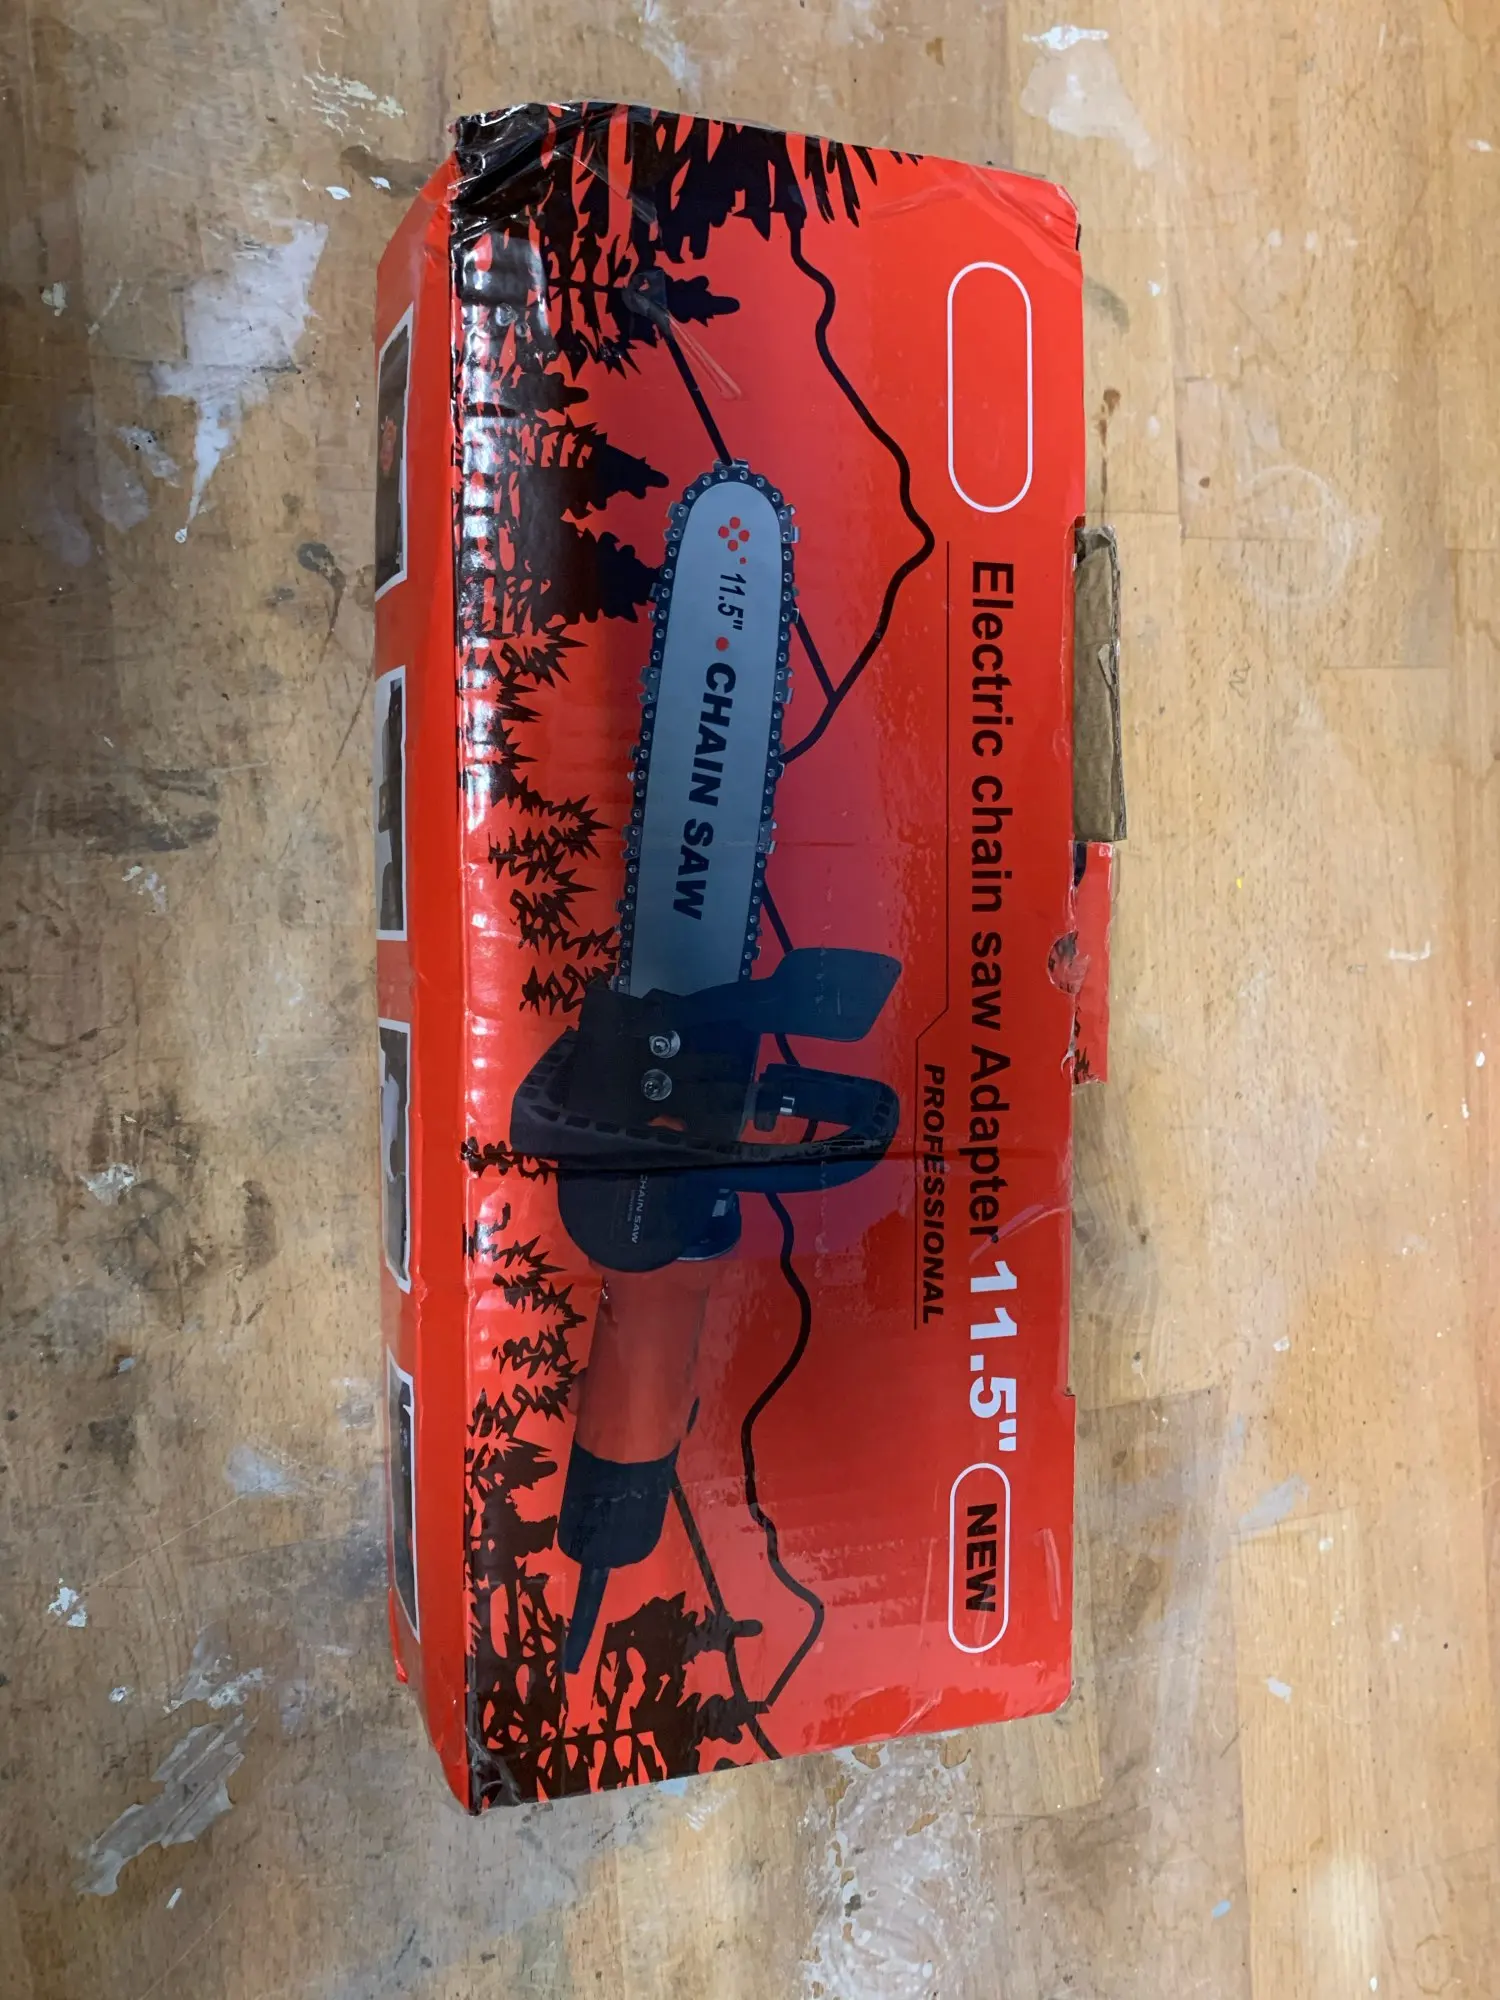 Electric chain saw Adapter 11.5" NEW
PROFESSIONAL
11.5" CHAIN SAW
CHAIN SAW